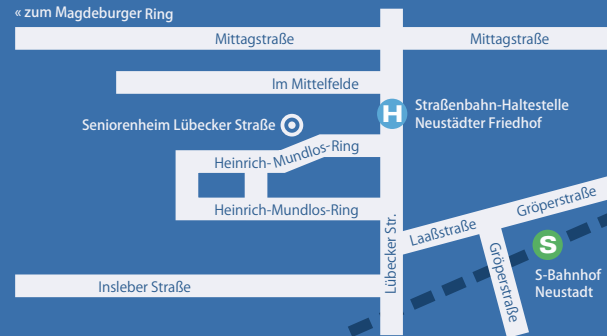 « zum Magdeburger Ring
Mittagstraße
Mittagstraße
Im Mittelfelde
H
Straßenbahn-Haltestelle
Neustädter Friedhof
Seniorenheim Lübecker Straße
Heinrich-Mundlos-Ring
Heinrich-Mundlos-Ring
Lübecker Str.
Laaßstraße
Gröperstraße
Gröperstraße
S
S-Bahnhof
Neustadt
Insleber Straße